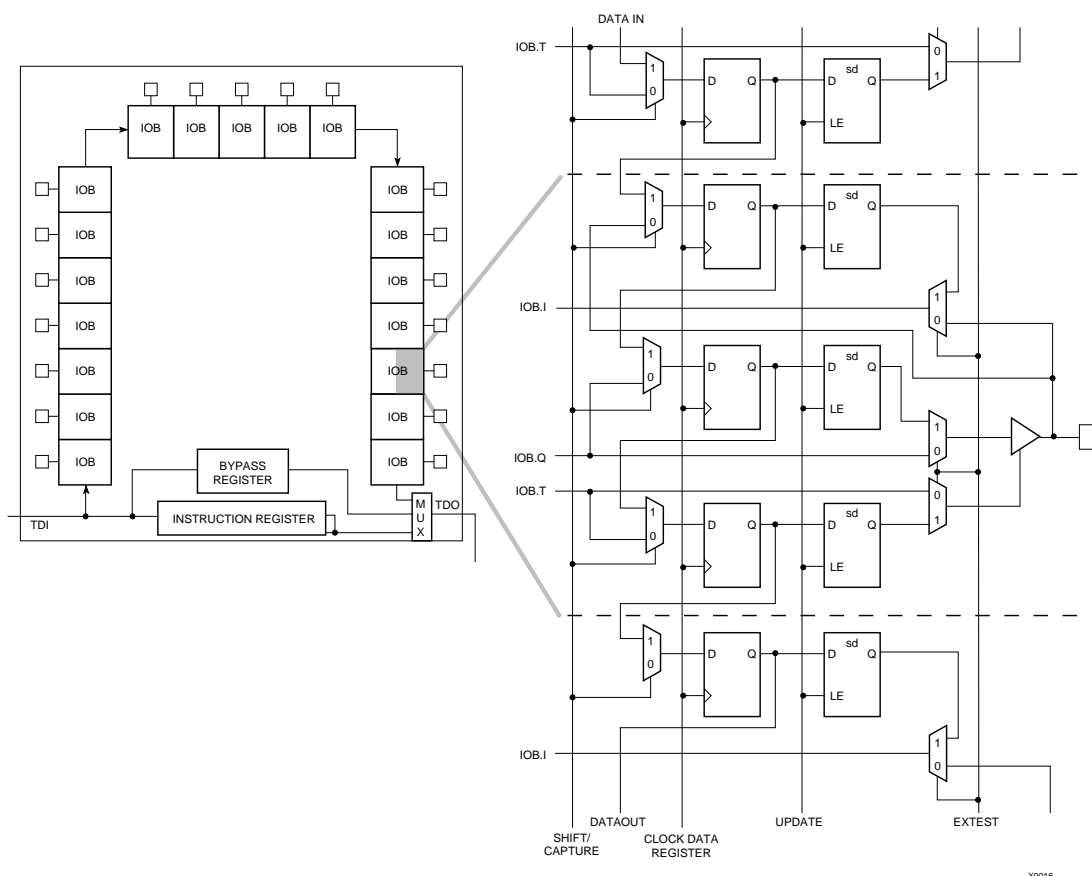 DATA IN
IOB.T
1
0
D Q
sd
D Q
LE
0
1
IOB IOB IOB IOB IOB
IOB
IOB
IOB
IOB
IOB
IOB
IOB
IOB
IOB
IOB
IOB
IOB
IOB
IOB
BYPASS
REGISTER
INSTRUCTION REGISTER
TDI
M
U
X
TDO
1
0
D Q
sd
D Q
LE
IOB.I
1
0
1
0
D Q
sd
D Q
LE
IOB.Q
1
0
IOB.T
0
1
1
0
D Q
sd
D Q
LE
1
0
D Q
sd
D Q
LE
IOB.I
1
0
SHIFT/
CAPTURE
DATAOUT
CLOCK DATA
REGISTER
UPDATE
EXTEST